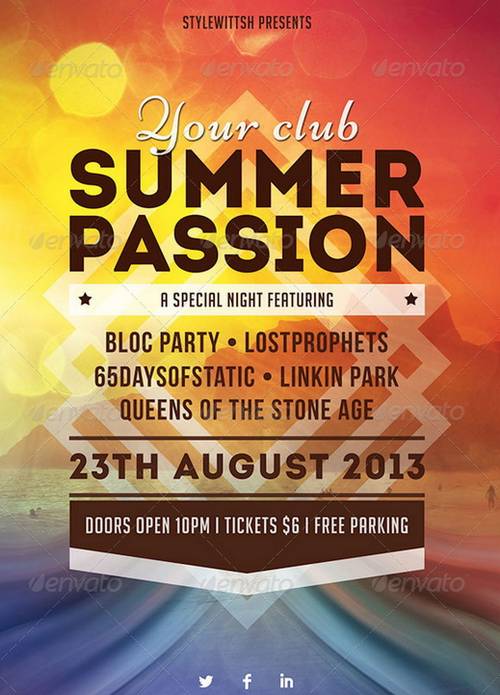 STYLEWITTSH PRESENTS
Your club
SUMMER
PASSION
★ A SPECIAL NIGHT FEATURING ★
BLOC PARTY • LOSTPROPHETS
65DAYSOFSTATIC • LINKIN PARK
QUEENS OF THE STONE AGE
23TH AUGUST 2013
DOORS OPEN 10PM | TICKETS $6 | FREE PARKING
envato